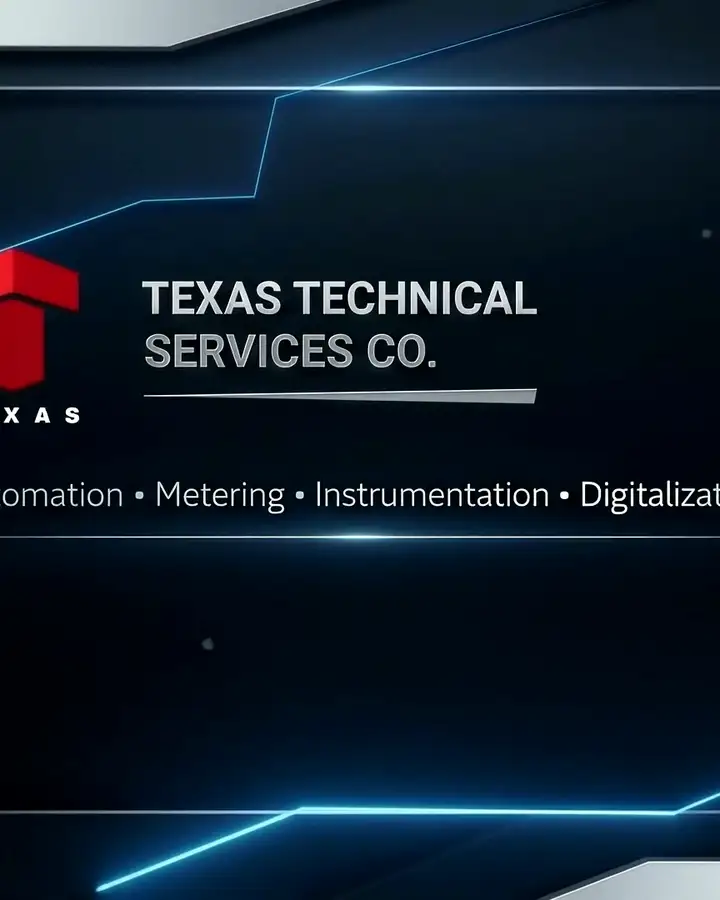 TEXAS TECHNICAL
SERVICES CO.
XAS
omation • Metering • Instrumentation • Digitalizat